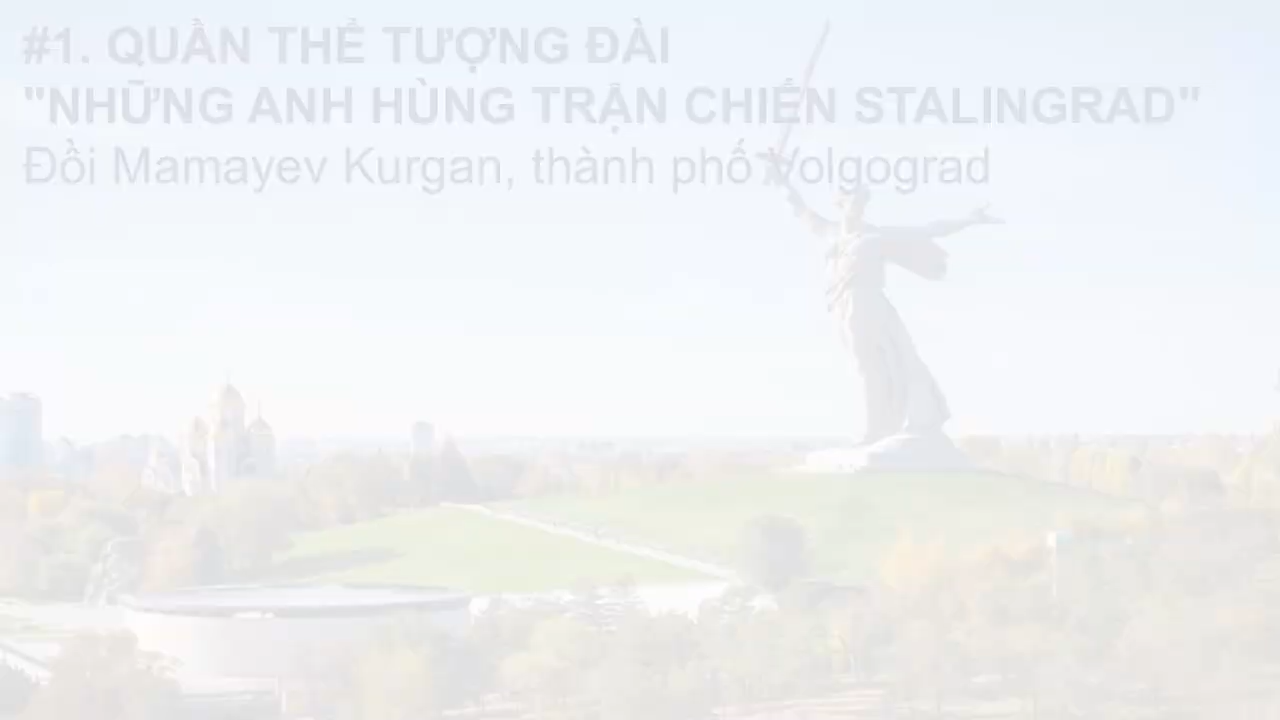 #1. QUẦN THỂ TƯỢNG ĐÀI
"NHỮNG ANH HÙNG TRẬN CHIẾN STALINGRAD"
Đồi Mamayev Kurgan, thành phố Volgograd